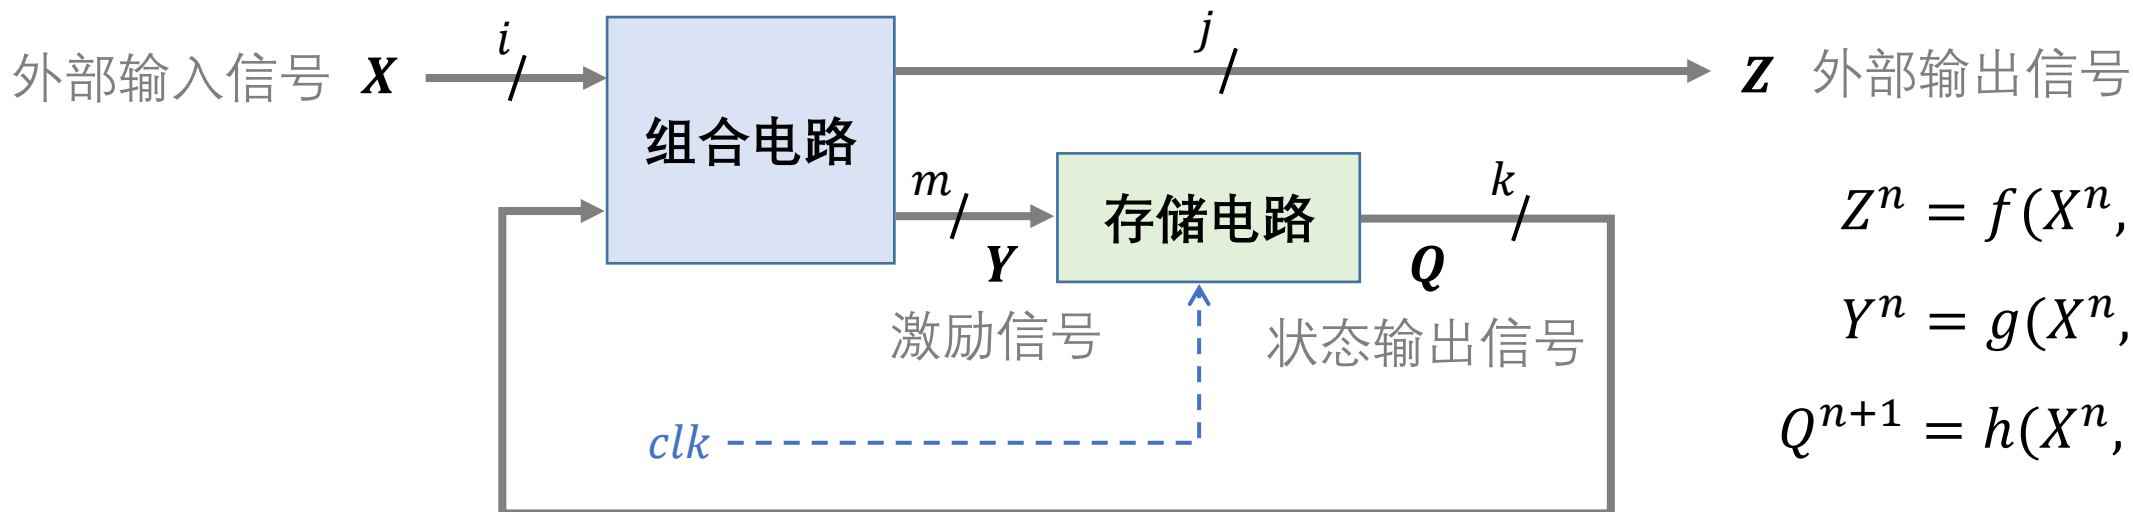 外部输入信号 X
i
组合电路
j
Z 外部输出信号
m
Y
激励信号
存储电路
k
Q
状态输出信号
clk
Zⁿ = f(Xⁿ,
Yⁿ = g(Xⁿ,
Qⁿ⁺¹ = h(Xⁿ,